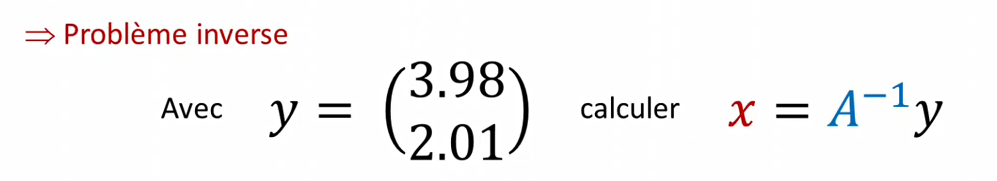 ⇒ Problème inverse
Avec y = (3.98 2.01) calculer x = A⁻¹y